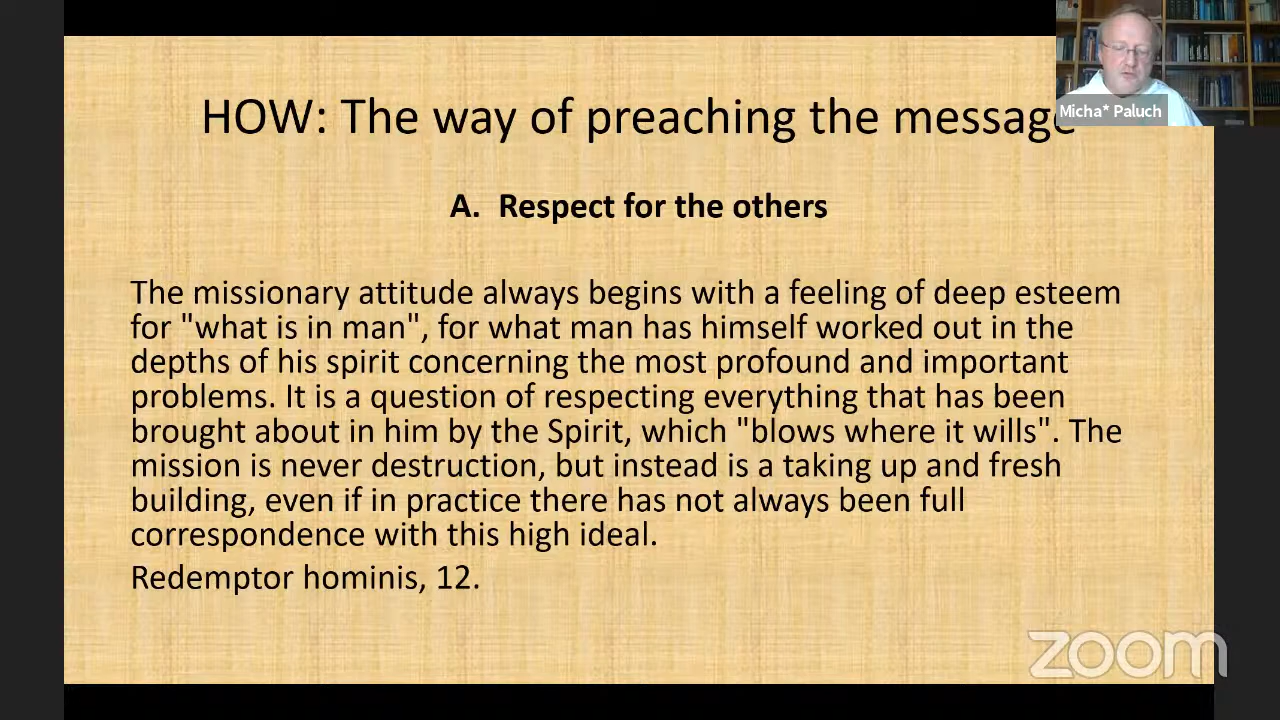 HOW: The way of preaching the message
Micha* Paluch
A. Respect for the others
The missionary attitude always begins with a feeling of deep esteem
for "what is in man", for what man has himself worked out in the
depths of his spirit concerning the most profound and important
problems. It is a question of respecting everything that has been
brought about in him by the Spirit, which "blows where it wills". The
mission is never destruction, but instead is a taking up and fresh
building, even if in practice there has not always been full
correspondence with this high ideal.
Redemptor hominis, 12.
zoom